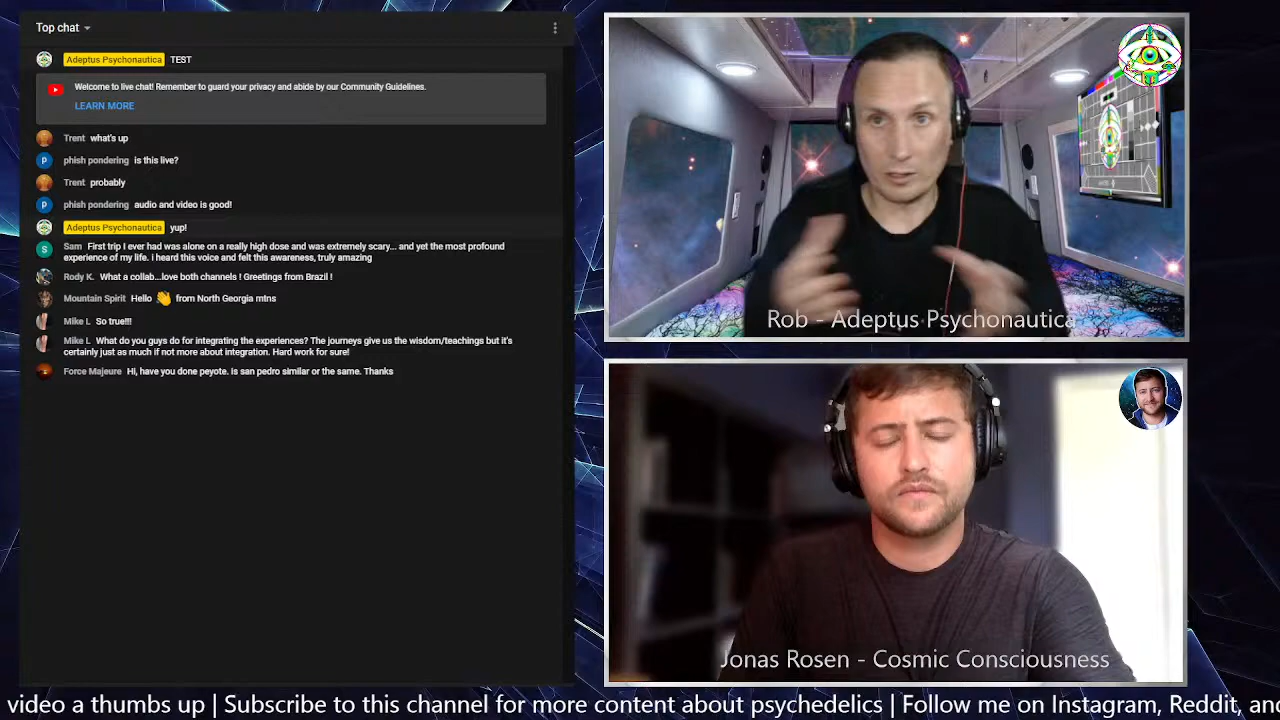 Top chat
Adeptus Psychonautica TEST
Welcome to live chat! Remember to guard your privacy and abide by our Community Guidelines.
LEARN MORE
Trent what's up
phish pondering is this live?
Trent probably
phish pondering audio and video is good!
Adeptus Psychonautica yup!
Sam First trip I ever had was alone on a really high dose and was extremely scary... and yet the most profound
experience of my life. i heard this voice and felt this awareness, truly amazing
Rody K. What a collab...love both channels ! Greetings from Brazil !
Mountain Spirit Hello 👋 from North Georgia mtns
Mike L So true!!!
Mike L What do you guys do for integrating the experiences? The journeys give us the wisdom/teachings but it's
certainly just as much if not more about integration. Hard work for sure!
Force Majeure Hi, have you done peyote. is san pedro similar or the same. Thanks
P
P
S
Rob - Adeptus Psychonautica
Jonas Rosen - Cosmic Consciousness
video a thumbs up | Subscribe to this channel for more content about psychedelics | Follow me on Instagram, Reddit, and